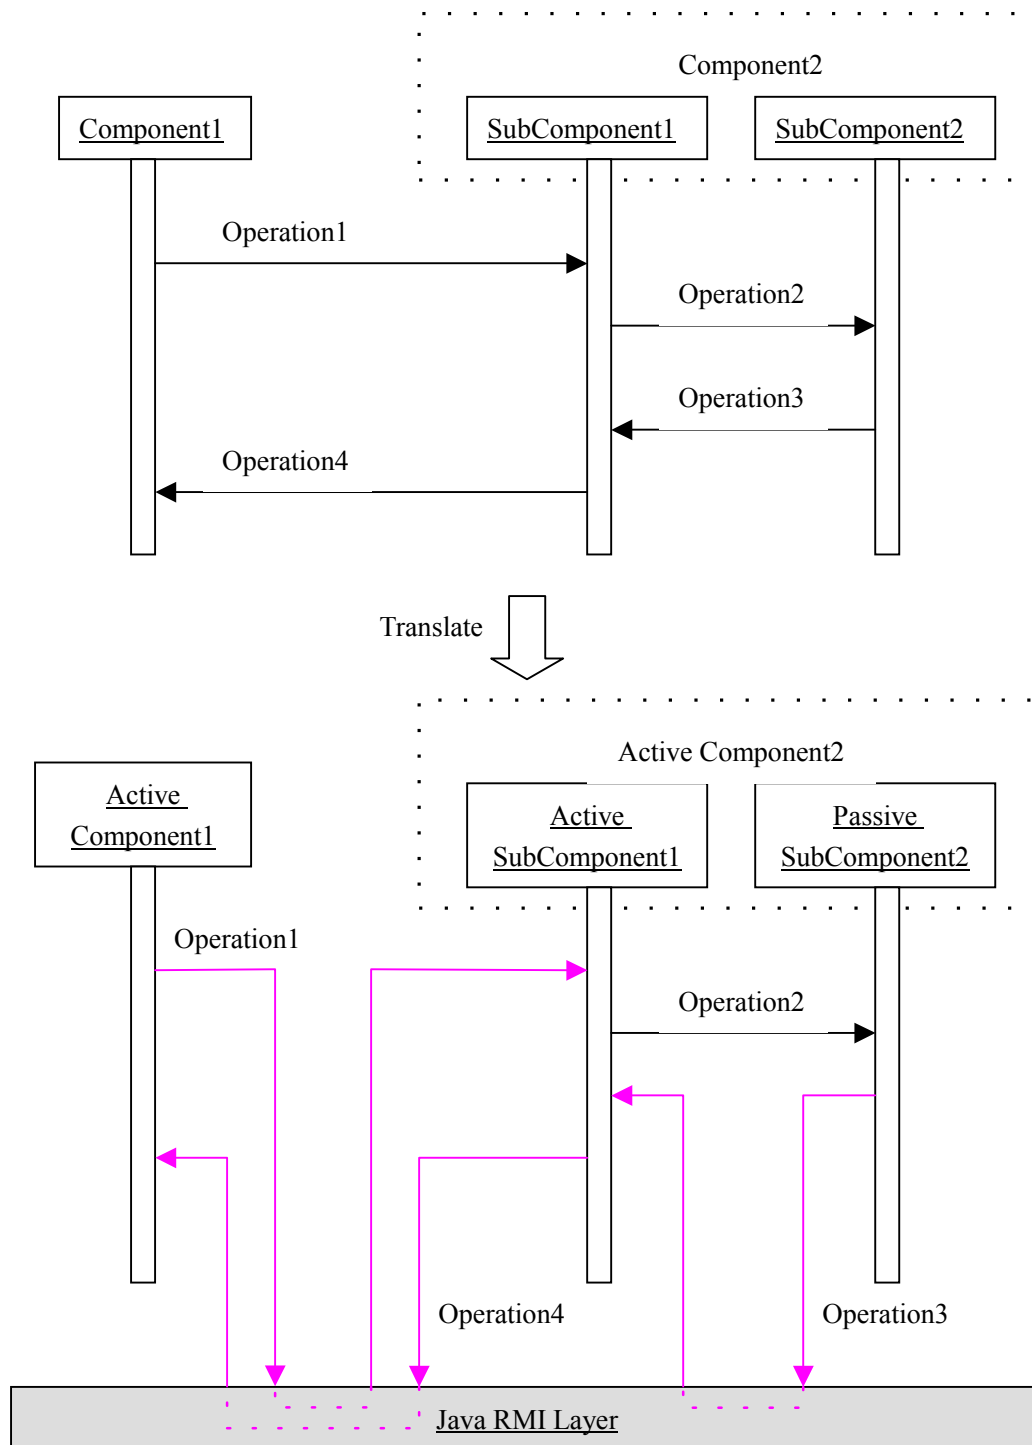 Component2
Component1
SubComponent1
SubComponent2
Operation1
Operation2
Operation3
Operation4
Translate
Active Component2
Active
Component1
Active
SubComponent1
Passive
SubComponent2
Operation1
Operation2
Operation4
Operation3
Java RMI Layer